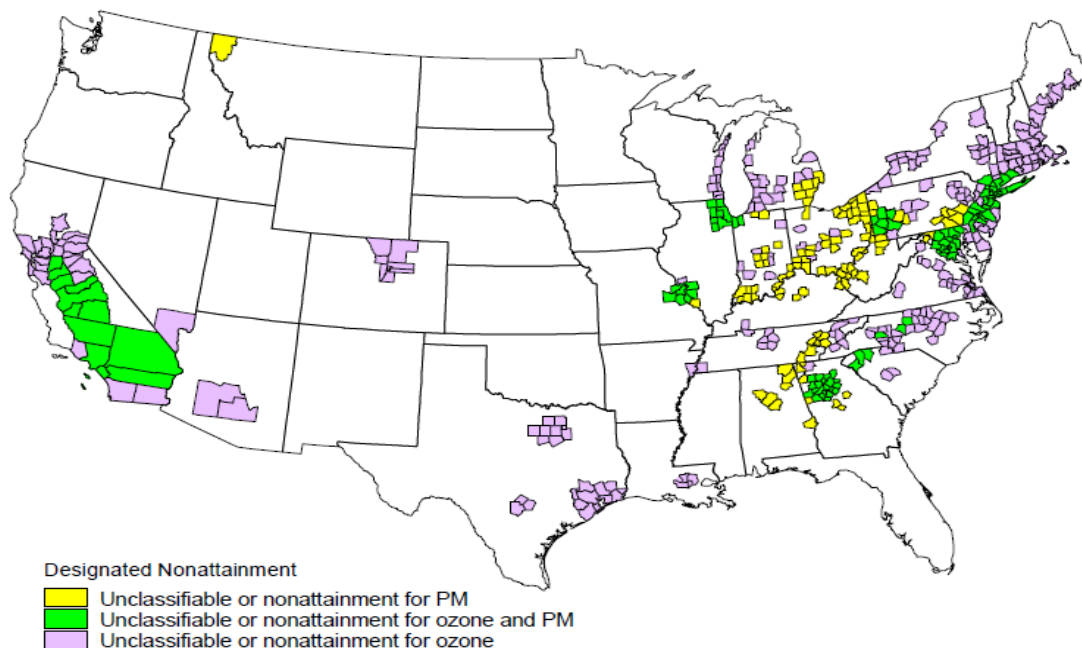 Designated Nonattainment
Unclassifiable or nonattainment for PM
Unclassifiable or nonattainment for ozone and PM
Unclassifiable or nonattainment for ozone